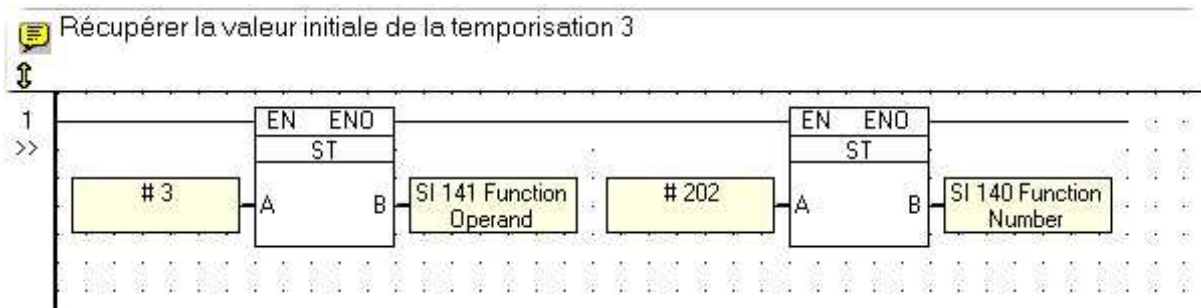 Récupérer la valeur initiale de la temporisation 3
1
>>
EN ENO
ST
# 3
A B
SI 141 Function
Operand
EN ENO
ST
# 202
A B
SI 140 Function
Number